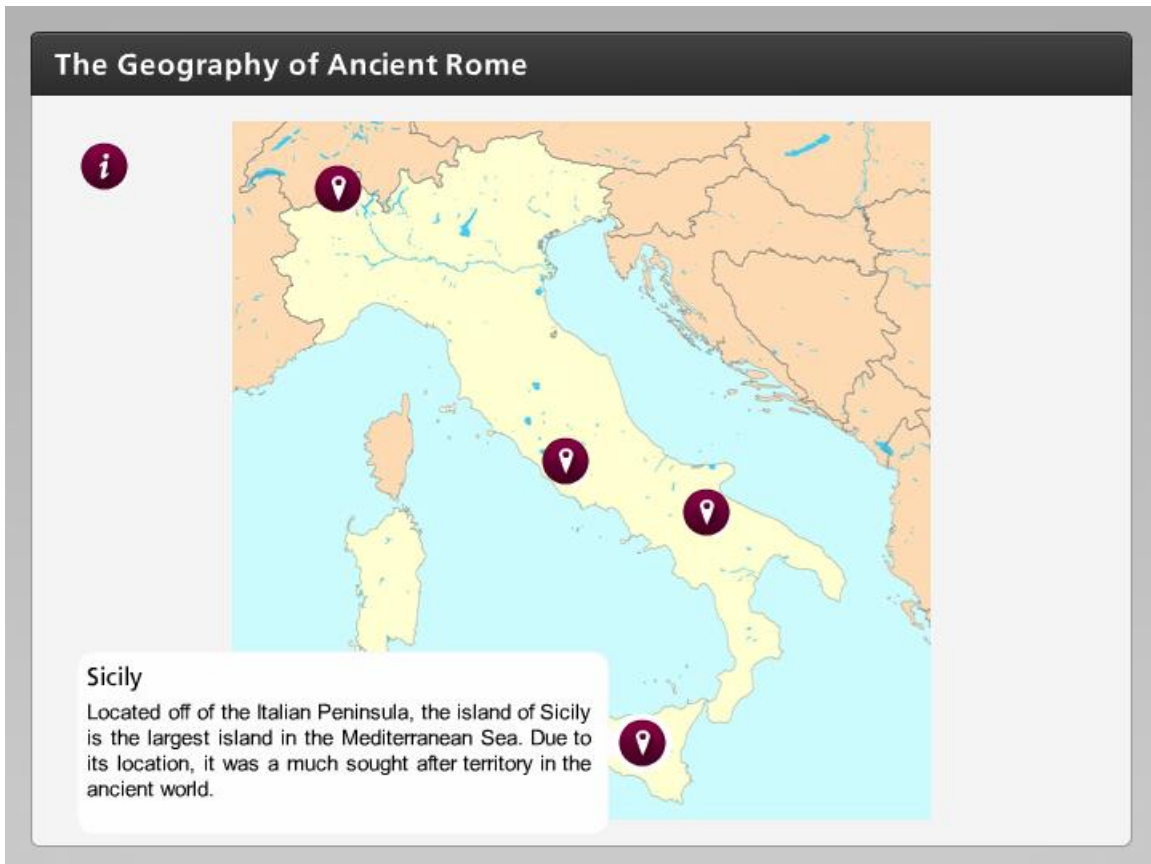 The Geography of Ancient Rome
i
Sicily
Located off of the Italian Peninsula, the island of Sicily
is the largest island in the Mediterranean Sea. Due to
its location, it was a much sought after territory in the
ancient world.